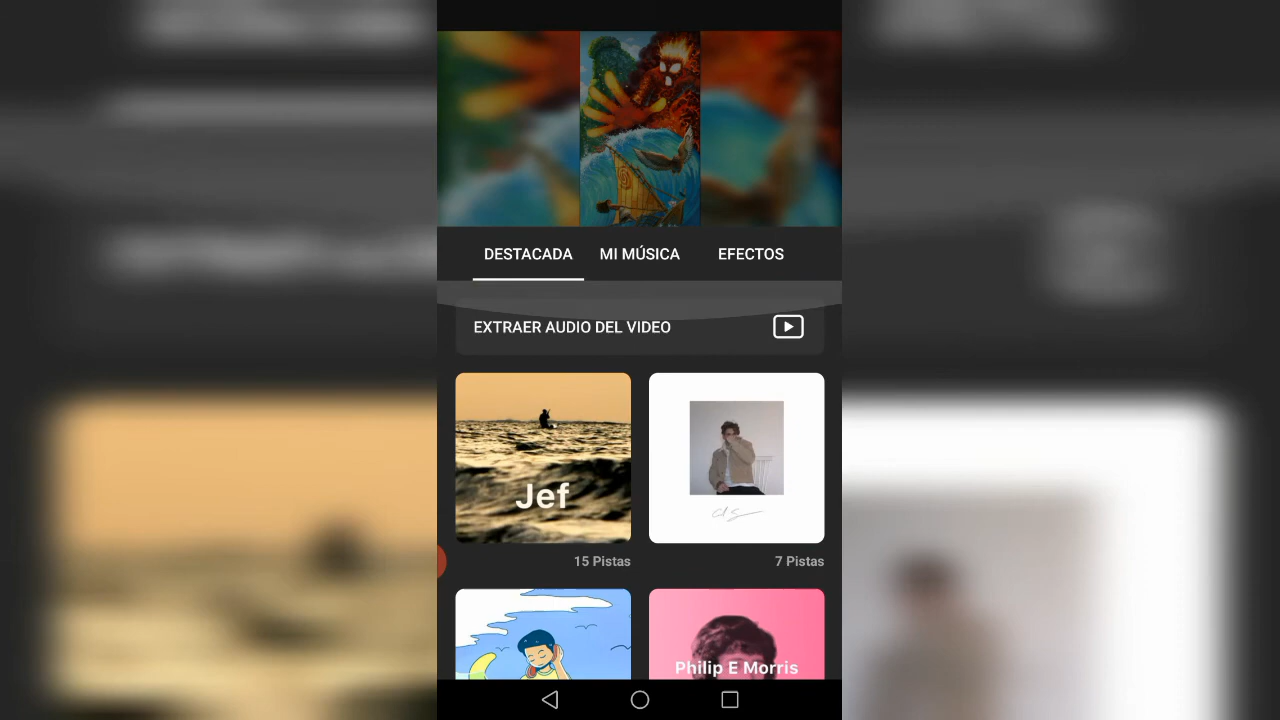 DESTACADA MI MÚSICA EFECTOS
EXTRAER AUDIO DEL VIDEO
Jef
15 Pistas
7 Pistas
Philip E Morris